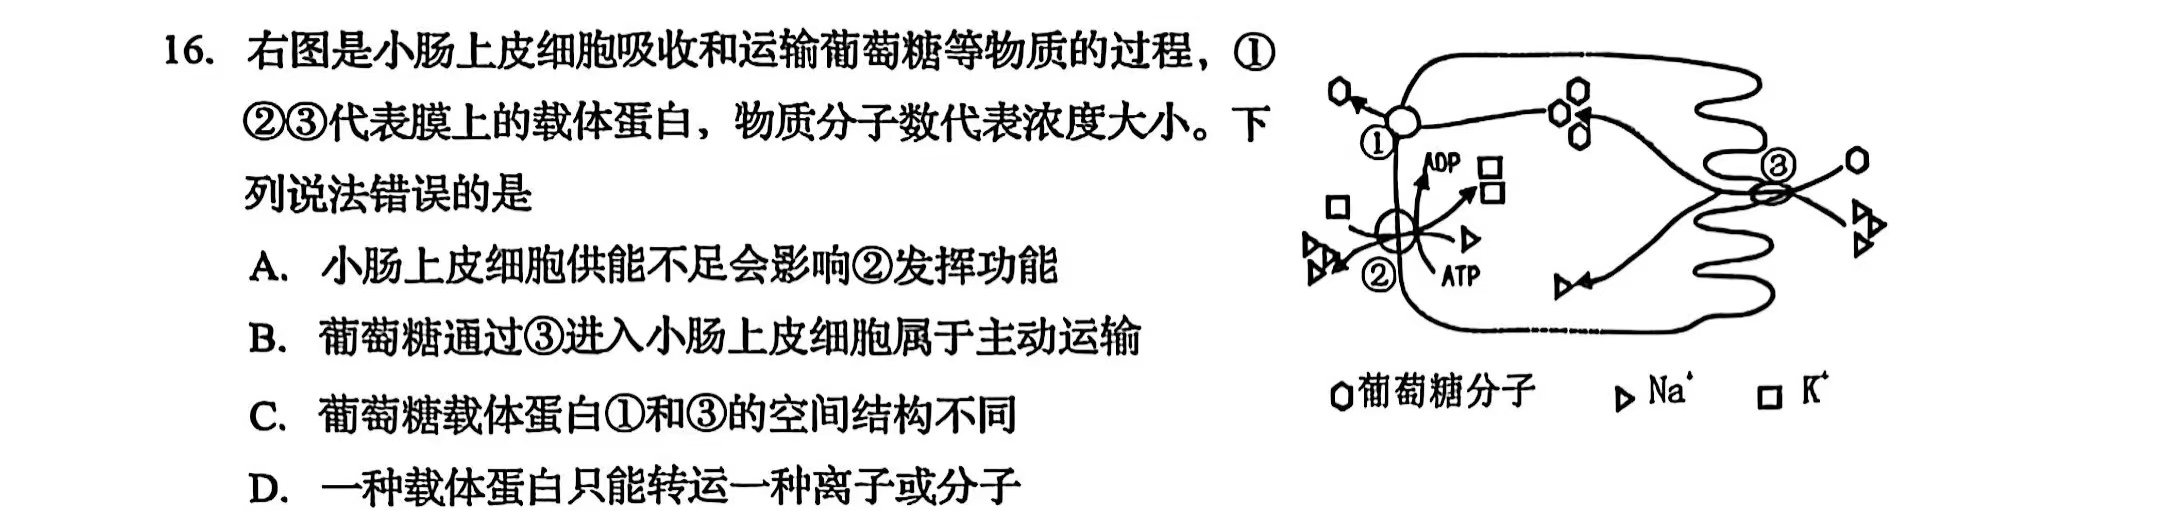 16. 右图是小肠上皮细胞吸收和运输葡萄糖等物质的过程，①
②③代表膜上的载体蛋白，物质分子数代表浓度大小。下
列说法错误的是
A. 小肠上皮细胞供能不足会影响②发挥功能
B. 葡萄糖通过③进入小肠上皮细胞属于主动运输
C. 葡萄糖载体蛋白①和③的空间结构不同
D. 一种载体蛋白只能转运一种离子或分子
①
ADP
③
②
ATP
葡萄糖分子 Na⁺ K⁺